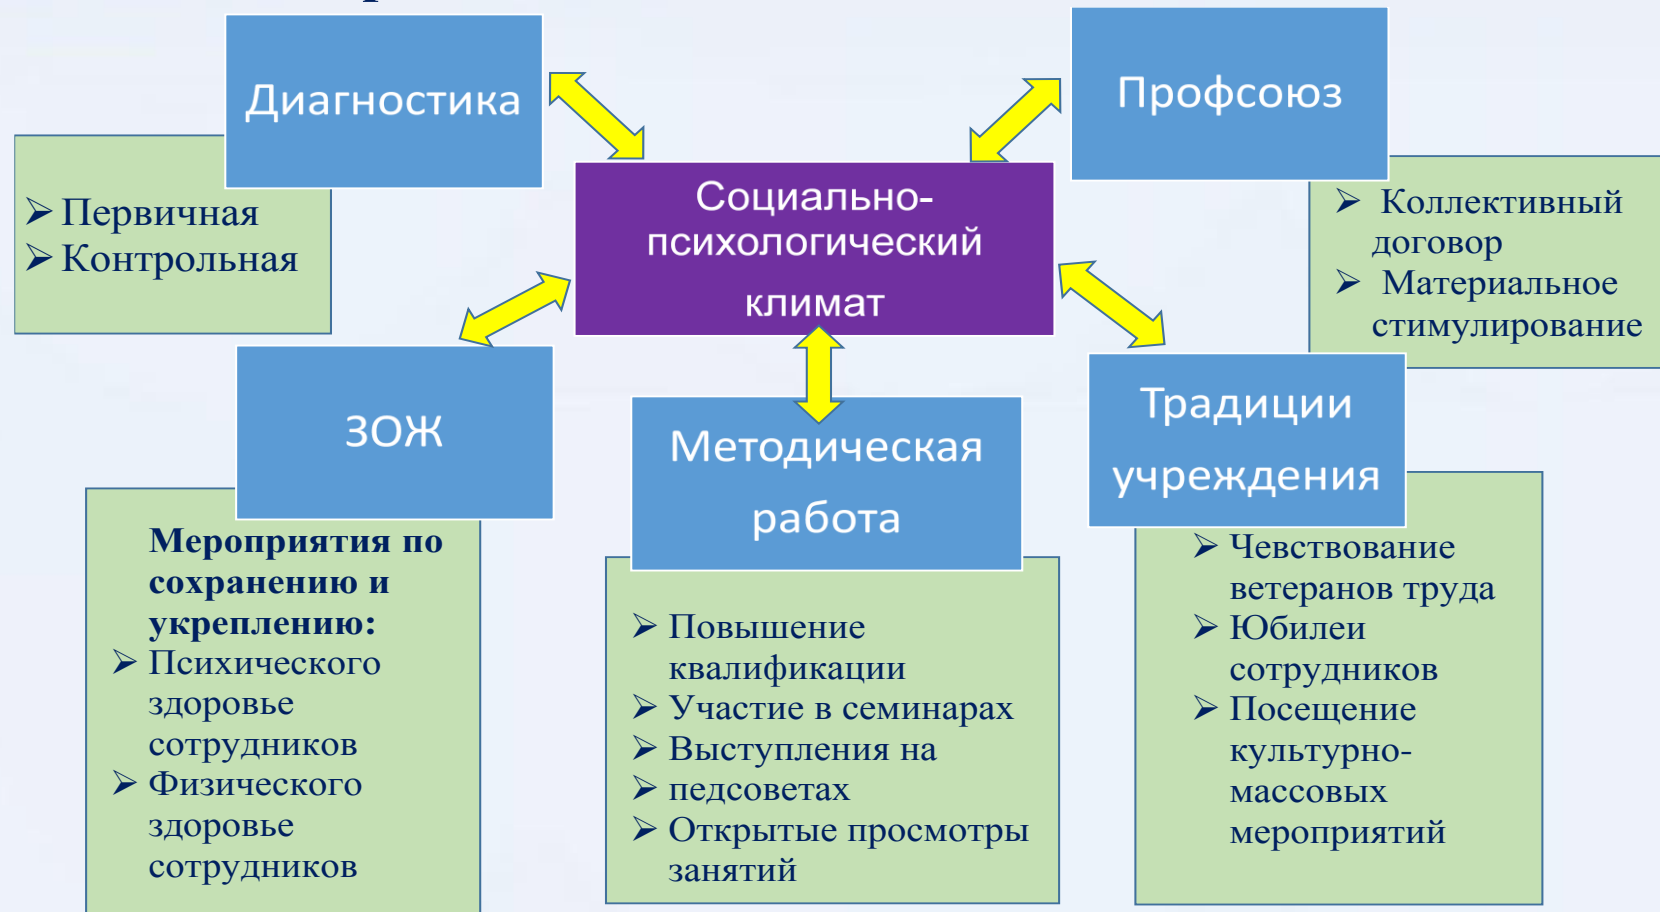 Диагностика
➢ Первичная
➢ Контрольная
Профсоюз
➢ Коллективный
договор
➢ Материальное
стимулирование
Социально-
психологический
климат
ЗОЖ
Мероприятия по
сохранению и
укреплению:
➢ Психического
здоровье
сотрудников
➢ Физического
здоровье
сотрудников
Методическая
работа
➢ Повышение
квалификации
➢ Участие в семинарах
➢ Выступления на
➢ педсоветах
➢ Открытые просмотры
занятий
Традиции
учреждения
➢ Чевствование
ветеранов труда
➢ Юбилеи
сотрудников
➢ Посещение
культурно-
массовых
мероприятий